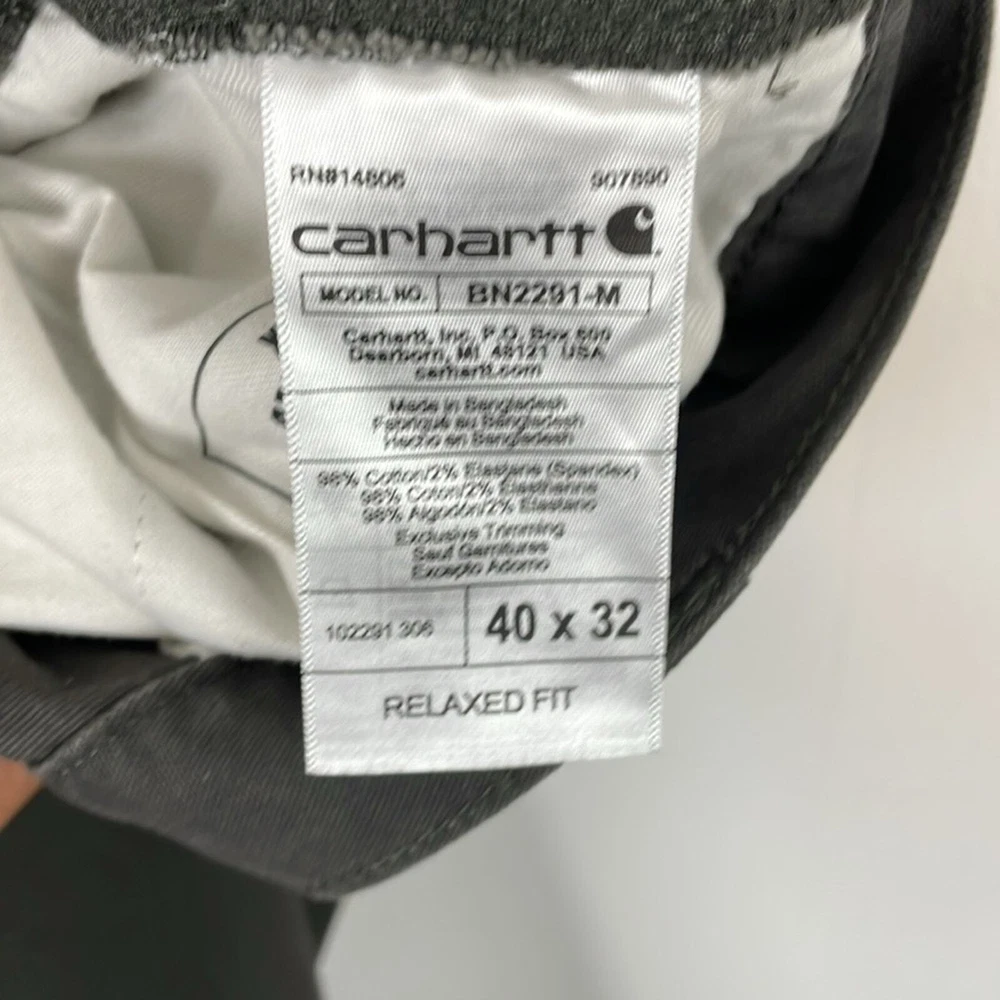 RN#14806 907890
carhartt
MODEL NO. BN2291-M
Carhartt, Inc. P.O. Box 600
Dearborn, MI 48121 USA
carhartt.com
Made in Bangladesh
Fabriqué au Bangladesh
Hecho en Bangladesh
98% Cotton/2% Elastane (Spandex)
98% Coton/2% Elasthanne
98% Algodón/2% Elastano
Exclusive Trimming
Sauf Garnitures
Excepto Adorno
102291 306 40 x 32
RELAXED FIT